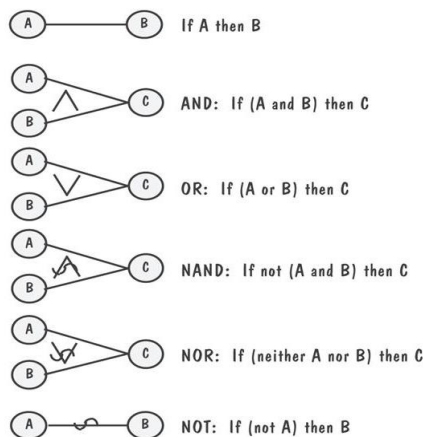 A B If A then B
A
B
C AND: If (A and B) then C
A
B
C OR: If (A or B) then C
A
B
C NAND: If not (A and B) then C
A
B
C NOR: If (neither A nor B) then C
A B NOT: If (not A) then B